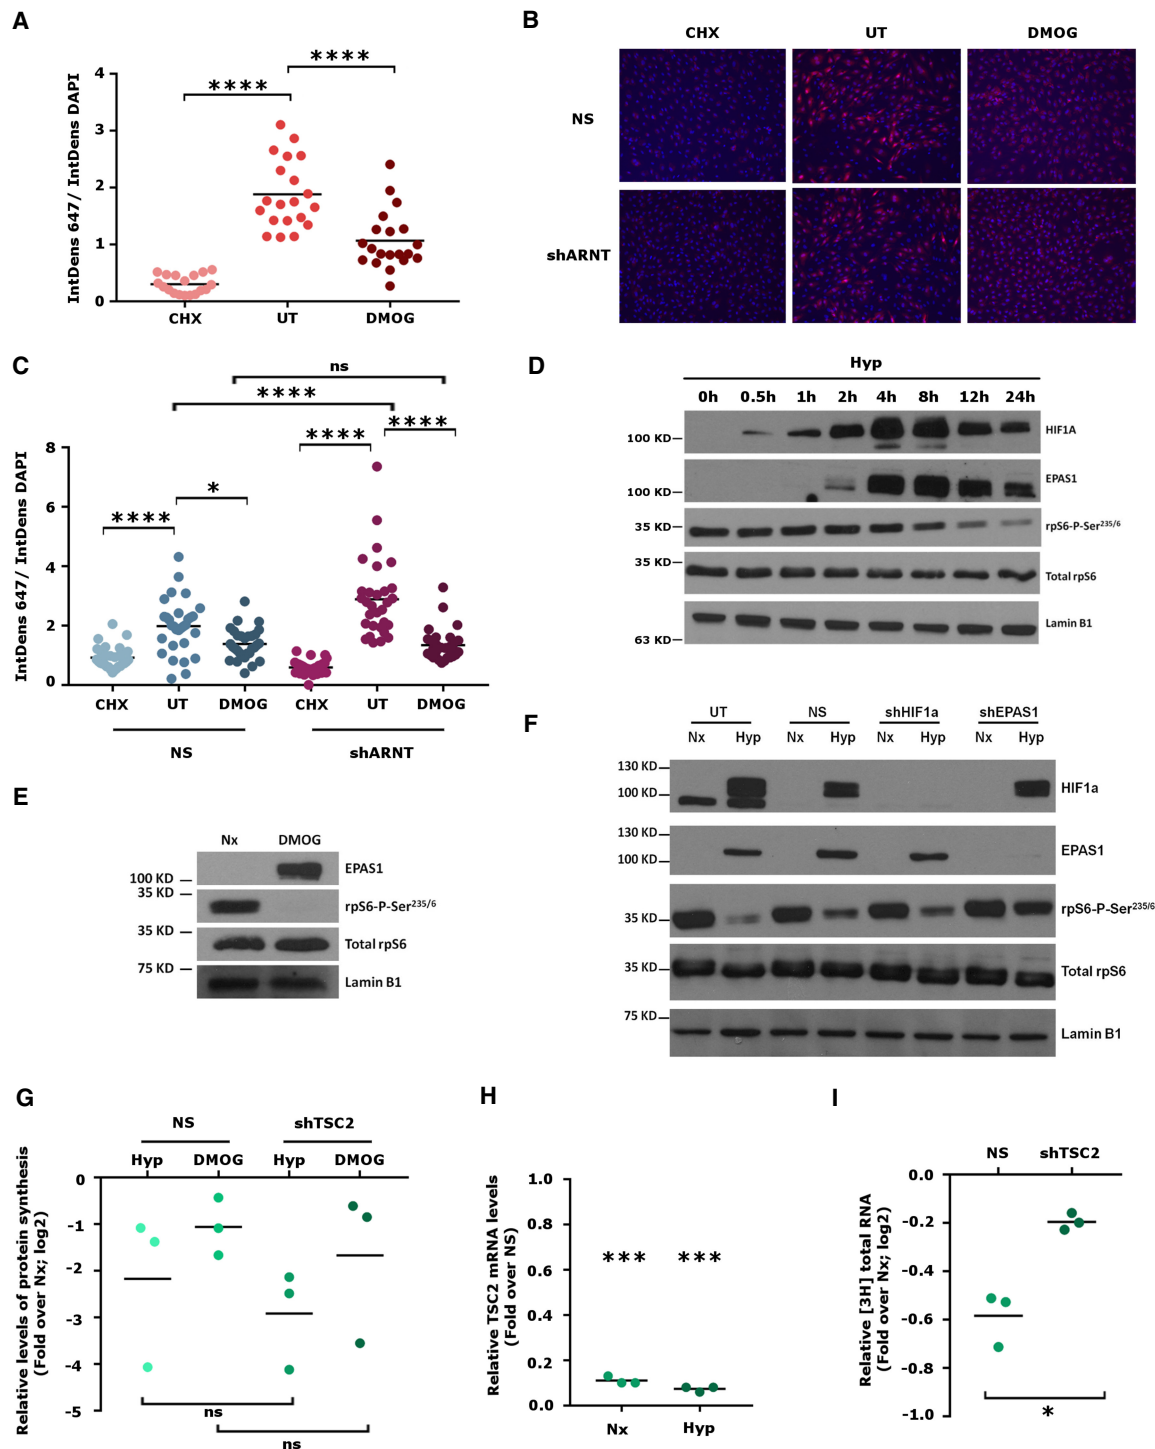 A
IntDens 647/ IntDens DAPI
4
3
2
1
0
****
****
CHX
UT
DMOG
B
CHX
UT
DMOG
NS
shARNT
C
IntDens 647/ IntDens DAPI
8
6
4
2
0
ns
****
****
****
*
****
CHX
UT
DMOG
CHX
UT
DMOG
NS
shARNT
D
Hyp
0h 0.5h 1h 2h 4h 8h 12h 24h
100 KD
HIF1A
100 KD
EPAS1
35 KD
rpS6-P-Ser235/6
35 KD
Total rpS6
63 KD
Lamin B1
E
Nx DMOG
100 KD
EPAS1
35 KD
rpS6-P-Ser235/6
35 KD
Total rpS6
75 KD
Lamin B1
F
UT NS shHIF1a shEPAS1
Nx Hyp Nx Hyp Nx Hyp Nx Hyp
130 KD
100 KD
HIF1a
130 KD
100 KD
EPAS1
35 KD
rpS6-P-Ser235/6
35 KD
Total rpS6
75 KD
Lamin B1
G
Relative levels of protein synthesis
(Fold over Nx; log2)
NS
shTSC2
Hyp DMOG Hyp DMOG
0
-1
-2
-3
-4
-5
ns
ns
H
Relative TSC2 mRNA levels
(Fold over NS)
1.0
0.8
0.6
0.4
0.2
0.0
*** ***
Nx Hyp
I
Relative [3H] total RNA
(Fold over Nx; log2)
NS shTSC2
0.0
-0.2
-0.4
-0.6
-0.8
-1.0
*